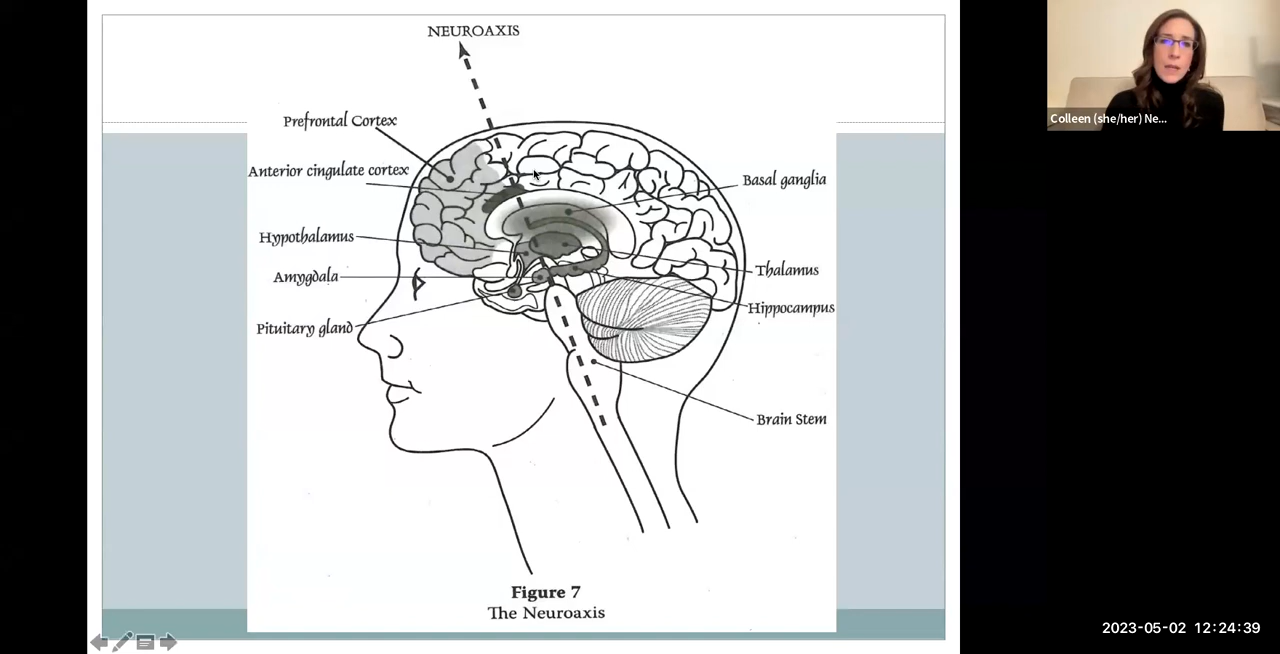 NEUROAXIS
Prefrontal Cortex
Anterior cingulate cortex
Hypothalamus
Amygdala
Pituitary gland
Basal ganglia
Thalamus
Hippocampus
Brain Stem
Figure 7
The Neuroaxis
Colleen (she/her) Ne...
2023-05-02 12:24:39